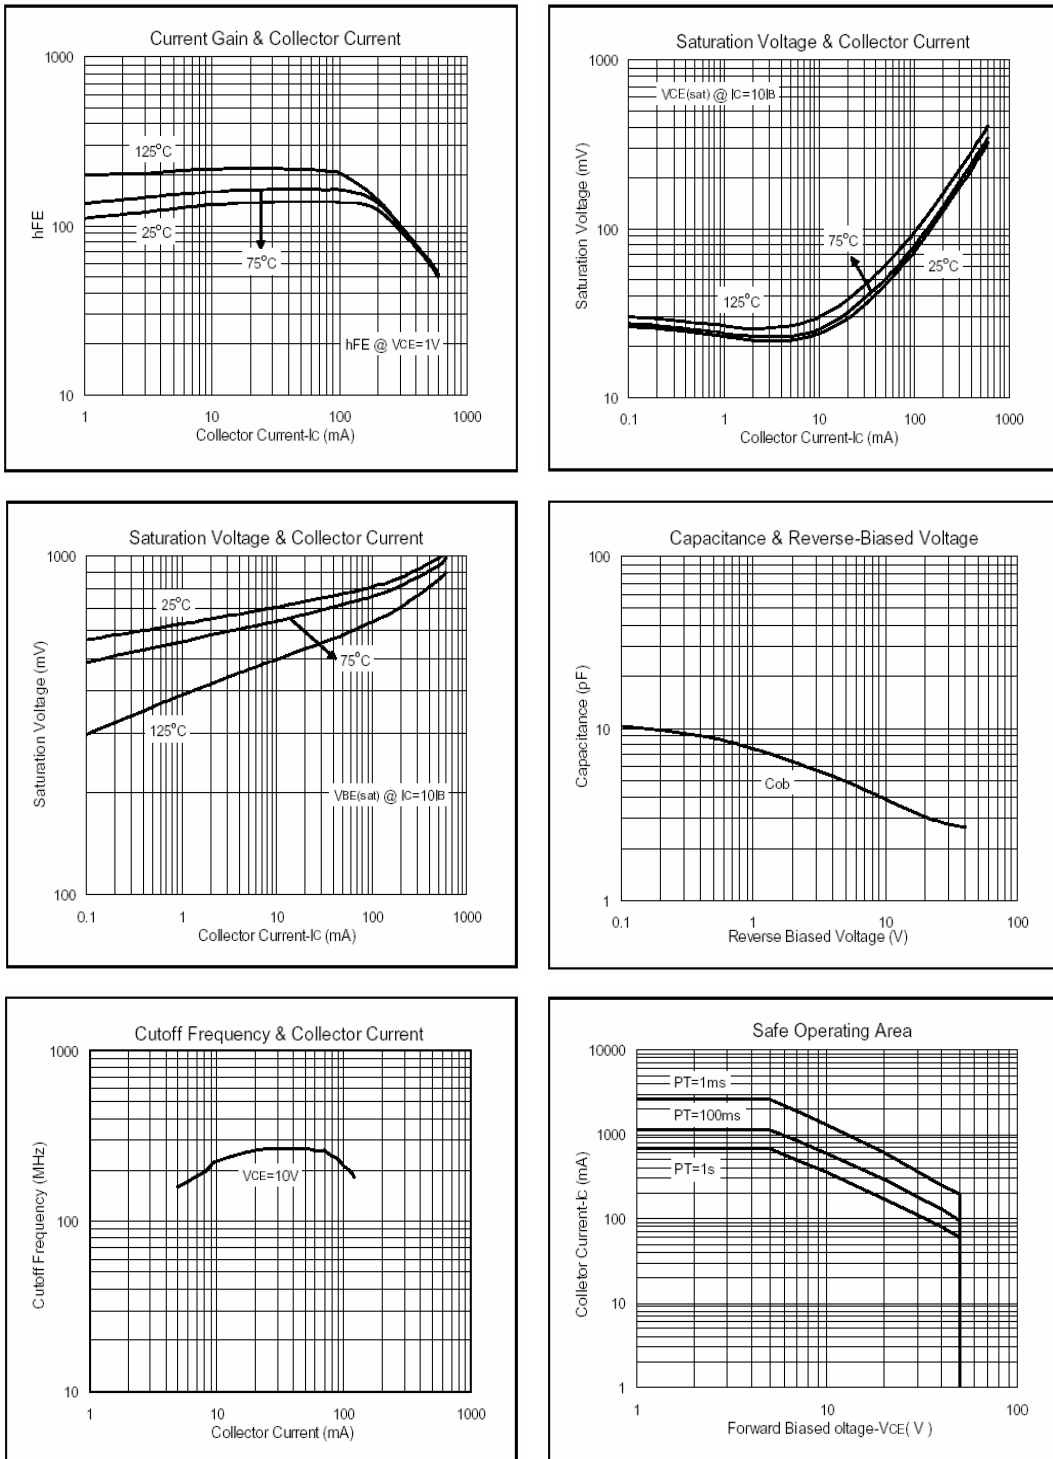 Current Gain & Collector Current
1000
100
10
hFE
125°C
25°C
75°C
hFE @ VCE=1V
1 10 100 1000
Collector Current-IC (mA)
Saturation Voltage & Collector Current
1000
100
10
Saturation Voltage (mV)
VCE(sat) @ IC=10IB
75°C
25°C
125°C
0.1 1 10 100 1000
Collector Current-IC (mA)
Saturation Voltage & Collector Current
1000
100
Saturation Voltage (mV)
25°C
75°C
125°C
VBE(sat) @ IC=10IB
0.1 1 10 100 1000
Collector Current-IC (mA)
Capacitance & Reverse-Biased Voltage
100
10
1
Capacitance (pF)
Cob
0.1 1 10 100
Reverse Biased Voltage (V)
Cutoff Frequency & Collector Current
1000
100
10
Cutoff Frequency (MHz)
VCE=10V
1 10 100 1000
Collector Current (mA)
Safe Operating Area
10000
1000
100
10
1
Colletor Current-IC (mA)
PT=1ms
PT=100ms
PT=1s
1 10 100
Forward Biased oltage-VCE( V )